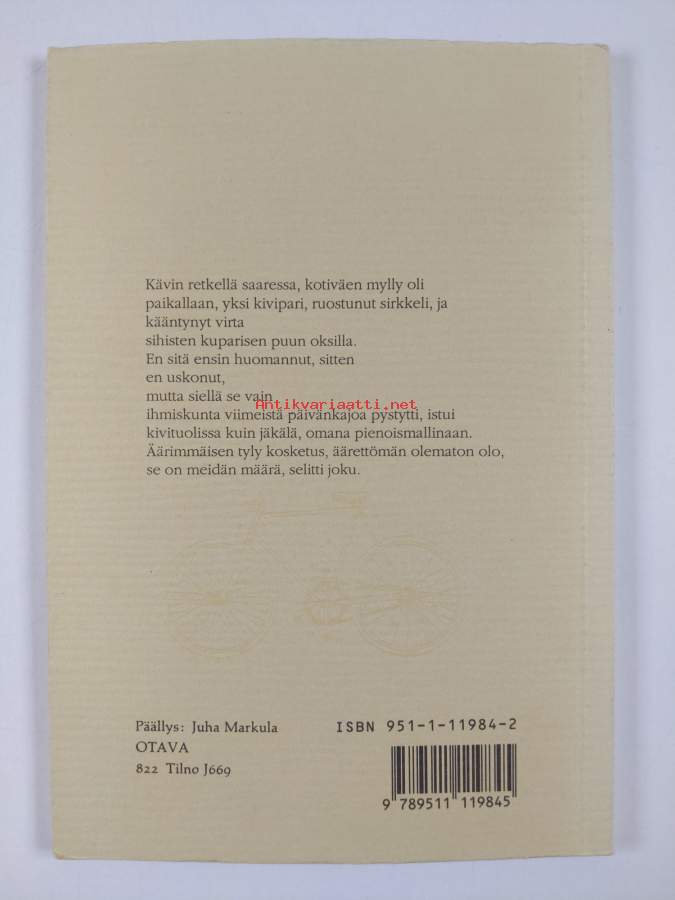 Kävin retkellä saaressa, kotiväen mylly oli
paikallaan, yksi kivipari, ruostunut sirkkeli, ja
kääntynyt virta
sihisten kuparisen puun oksilla.
En sitä ensin huomannut, sitten
en uskonut,
mutta siellä se vain
Antikvariaatti.net
ihmiskunta viimeistä päivänkajoa pystytti, istui
kivituolissa kuin jäkälä, omana pienoismallinaan.
Äärimmäisen tyly kosketus, äärettömän olematon olo,
se on meidän määrä, selitti joku.
Päällys: Juha Markula
OTAVA
822 Tilno J669
ISBN 951-1-11984-2
9 789511 119845